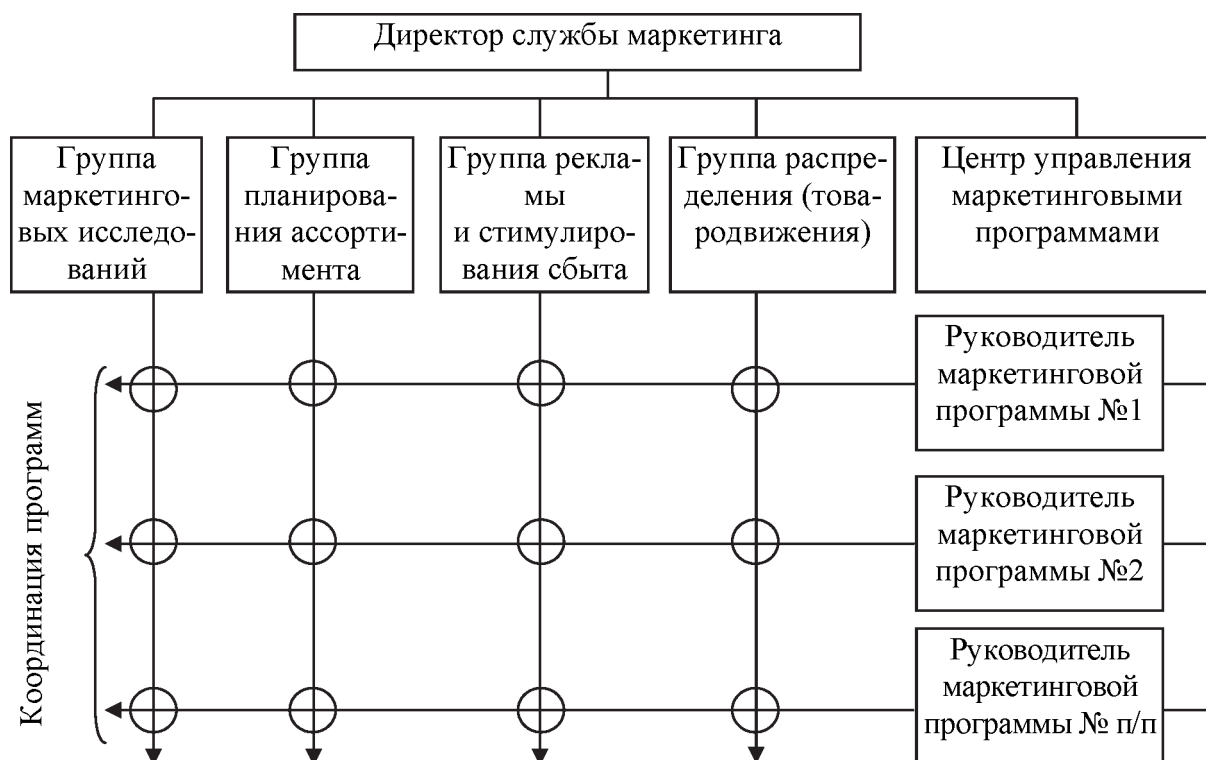 Директор службы маркетинга
Группа
маркетинго-
вых исследо-
ваний
Группа
планирова-
ния ассорти-
мента
Группа рекла-
мы
и стимулиро-
вания сбыта
Группа распре-
деления (това-
родвижения)
Центр управления
маркетинговыми
программами
Руководитель
маркетинговой
программы №1
Руководитель
маркетинговой
программы №2
Руководитель
маркетинговой
программы № п/п
Координация программ